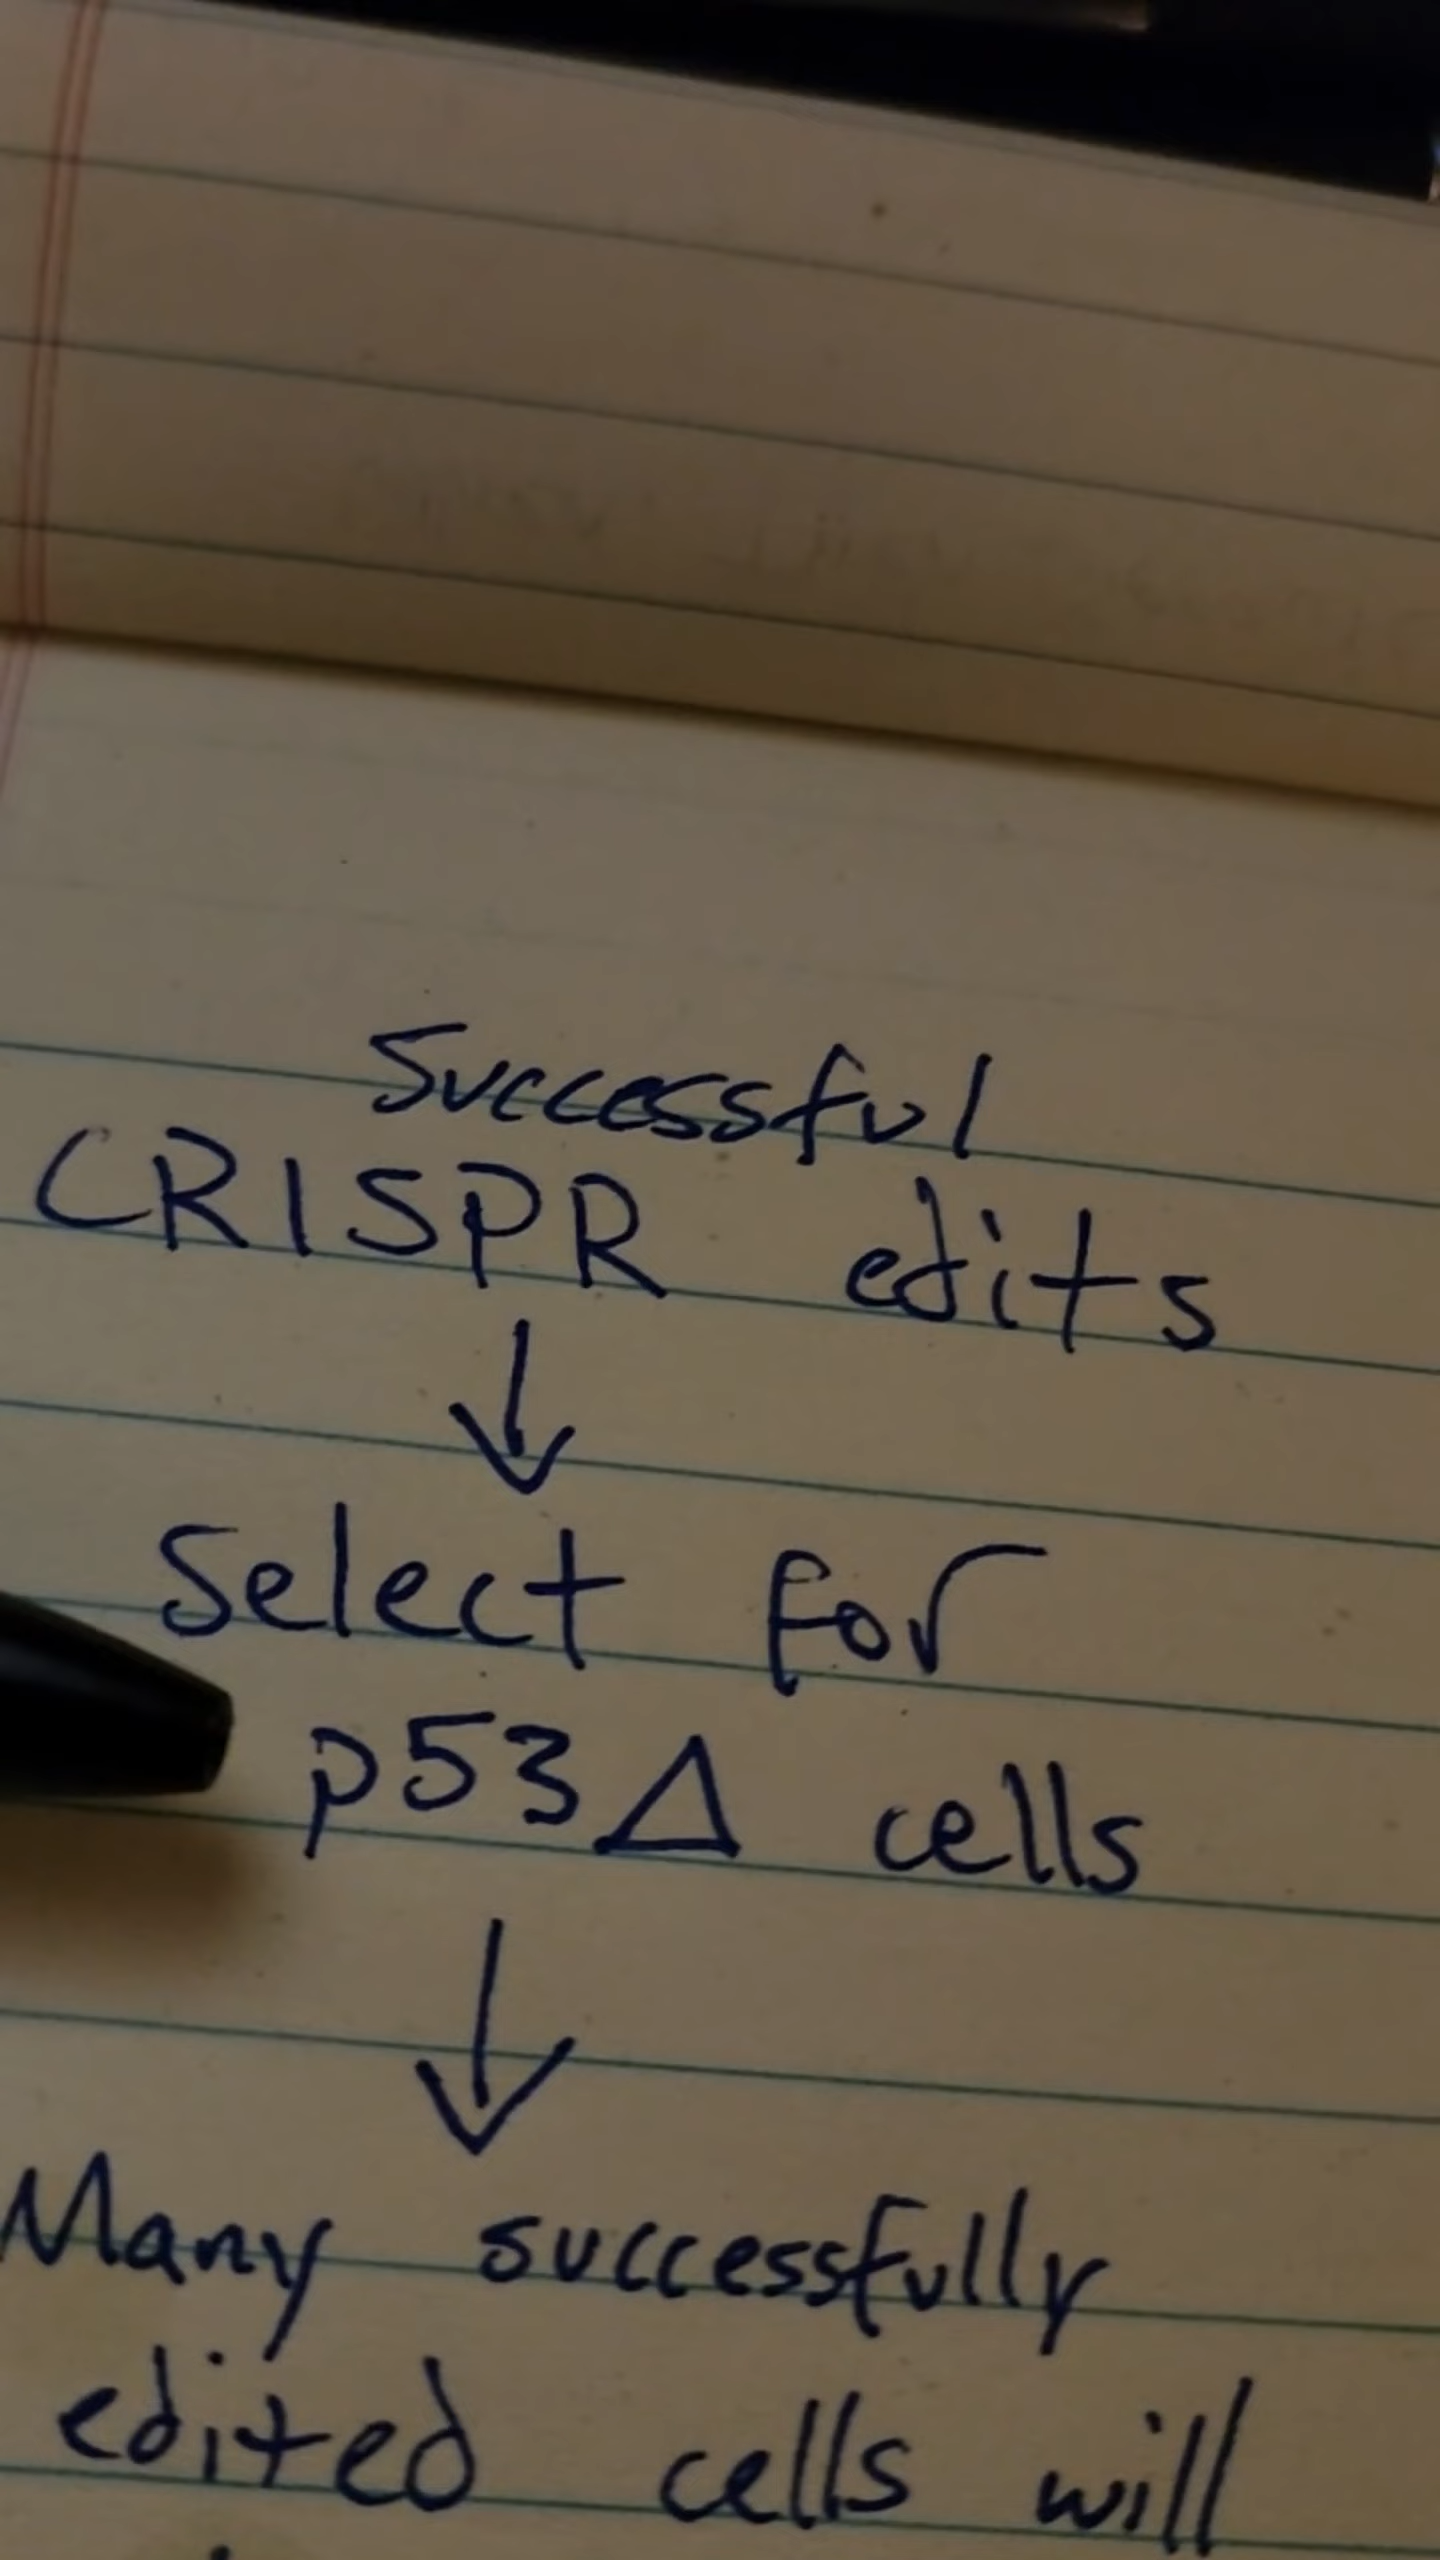 Successful
CRISPR edits
↓
Select for
p53Δ cells
↓
Many successfully
edited cells will